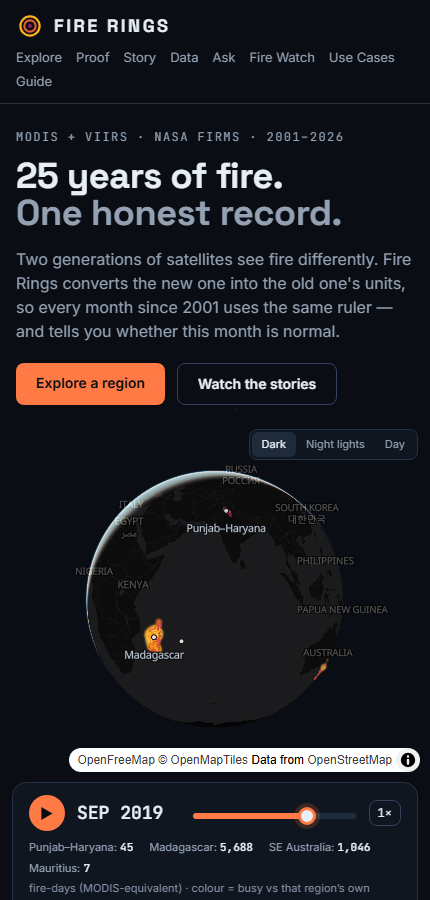 FIRE RINGS
Explore Proof Story Data Ask Fire Watch Use Cases
Guide
MODIS + VIIRS · NASA FIRMS · 2001–2026
25 years of fire.
One honest record.
Two generations of satellites see fire differently. Fire
Rings converts the new one into the old one's units,
so every month since 2001 uses the same ruler —
and tells you whether this month is normal.
Explore a region
Watch the stories
Dark Night lights Day
RUSSIA
РОССИЯ
ITALY
SOUTH KOREA
대한민국
EGYPT
مصر
Punjab–Haryana
PHILIPPINES
NIGERIA
KENYA
PAPUA NEW GUINEA
Madagascar
AUSTRALIA
OpenFreeMap © OpenMapTiles Data from OpenStreetMap
SEP 2019
1×
Punjab–Haryana: 45 Madagascar: 5,688 SE Australia: 1,046
Mauritius: 7
fire-days (MODIS-equivalent) · colour = busy vs that region's own